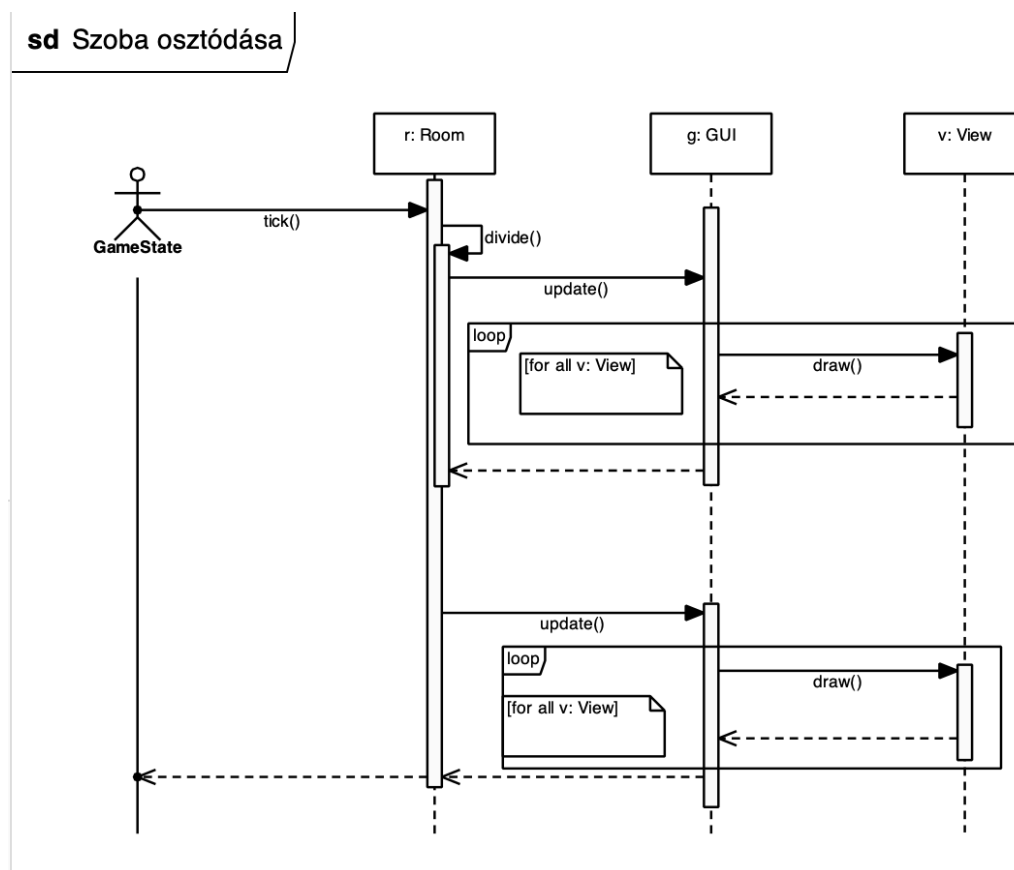 sd Szoba osztódása
r: Room
g: GUI
v: View
GameState
tick()
divide()
update()
loop
[for all v: View]
draw()
update()
loop
draw()
[for all v: View]